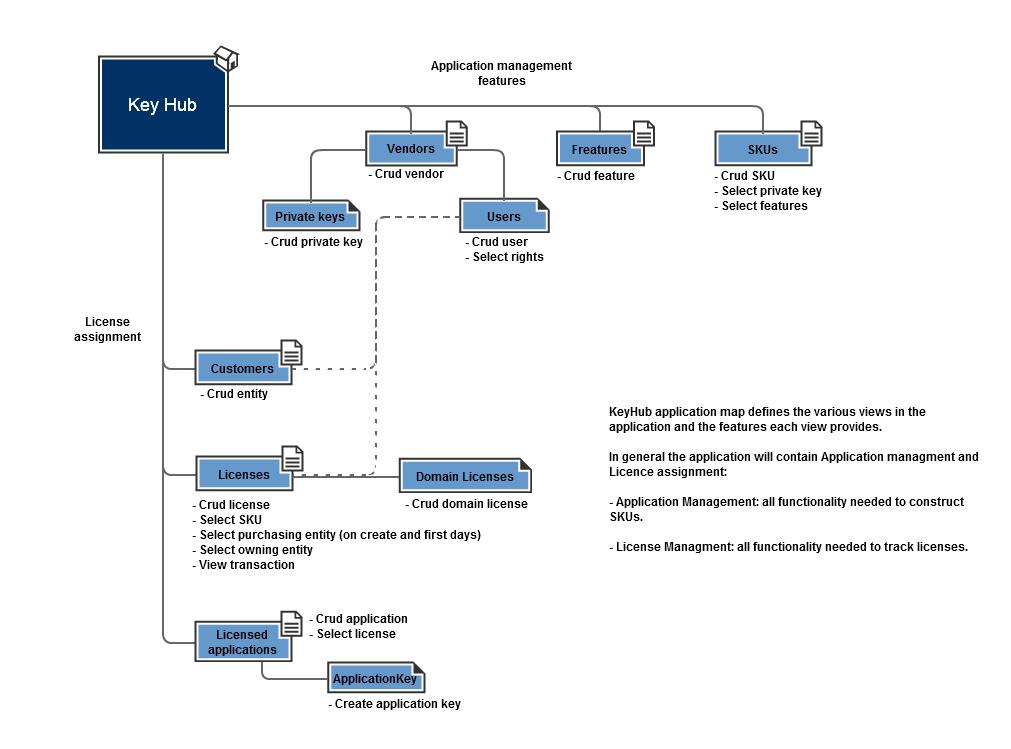 Application management
features
Key Hub
Vendors
- Crud vendor
Freatures
- Crud feature
SKUs
- Crud SKU
- Select private key
- Select features
Private keys
- Crud private key
Users
- Crud user
- Select rights
License
assignment
Customers
- Crud entity
KeyHub application map defines the various views in the
application and the features each view provides.
In general the application will contain Application managment and
Licence assignment:
- Application Management: all functionality needed to construct
SKUs.
- License Managment: all functionality needed to track licenses.
Licenses
- Crud license
- Select SKU
- Select purchasing entity (on create and first days)
- Select owning entity
- View transaction
Domain Licenses
- Crud domain license
Licensed
applications
- Crud application
- Select license
ApplicationKey
- Create application key